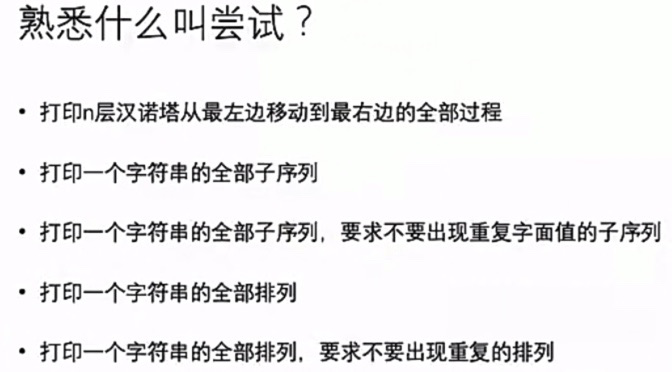 熟悉什么叫尝试？
• 打印n层汉诺塔从最左边移动到最右边的全部过程
• 打印一个字符串的全部子序列
• 打印一个字符串的全部子序列，要求不要出现重复字面值的子序列
• 打印一个字符串的全部排列
• 打印一个字符串的全部排列，要求不要出现重复的排列